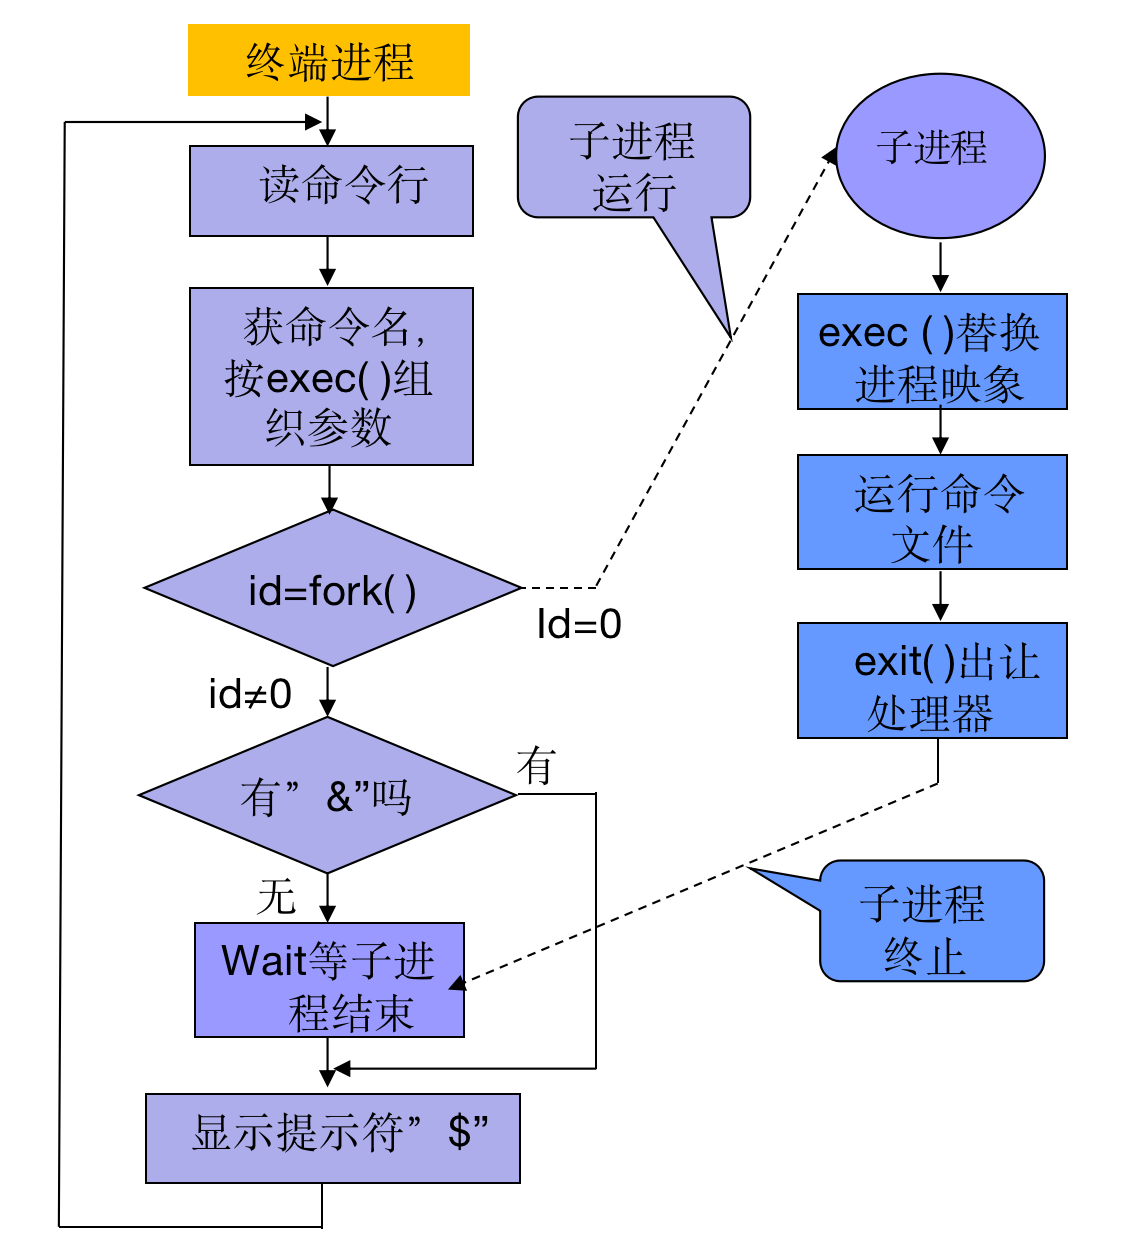 终端进程
读命令行
获命令名,
按exec( )组
织参数
id=fork( )
Id=0
id≠0
有”&”吗
有
无
Wait等子进
程结束
显示提示符”$”
子进程
运行
子进程
exec ( )替换
进程映象
运行命令
文件
exit( )出让
处理器
子进程
终止